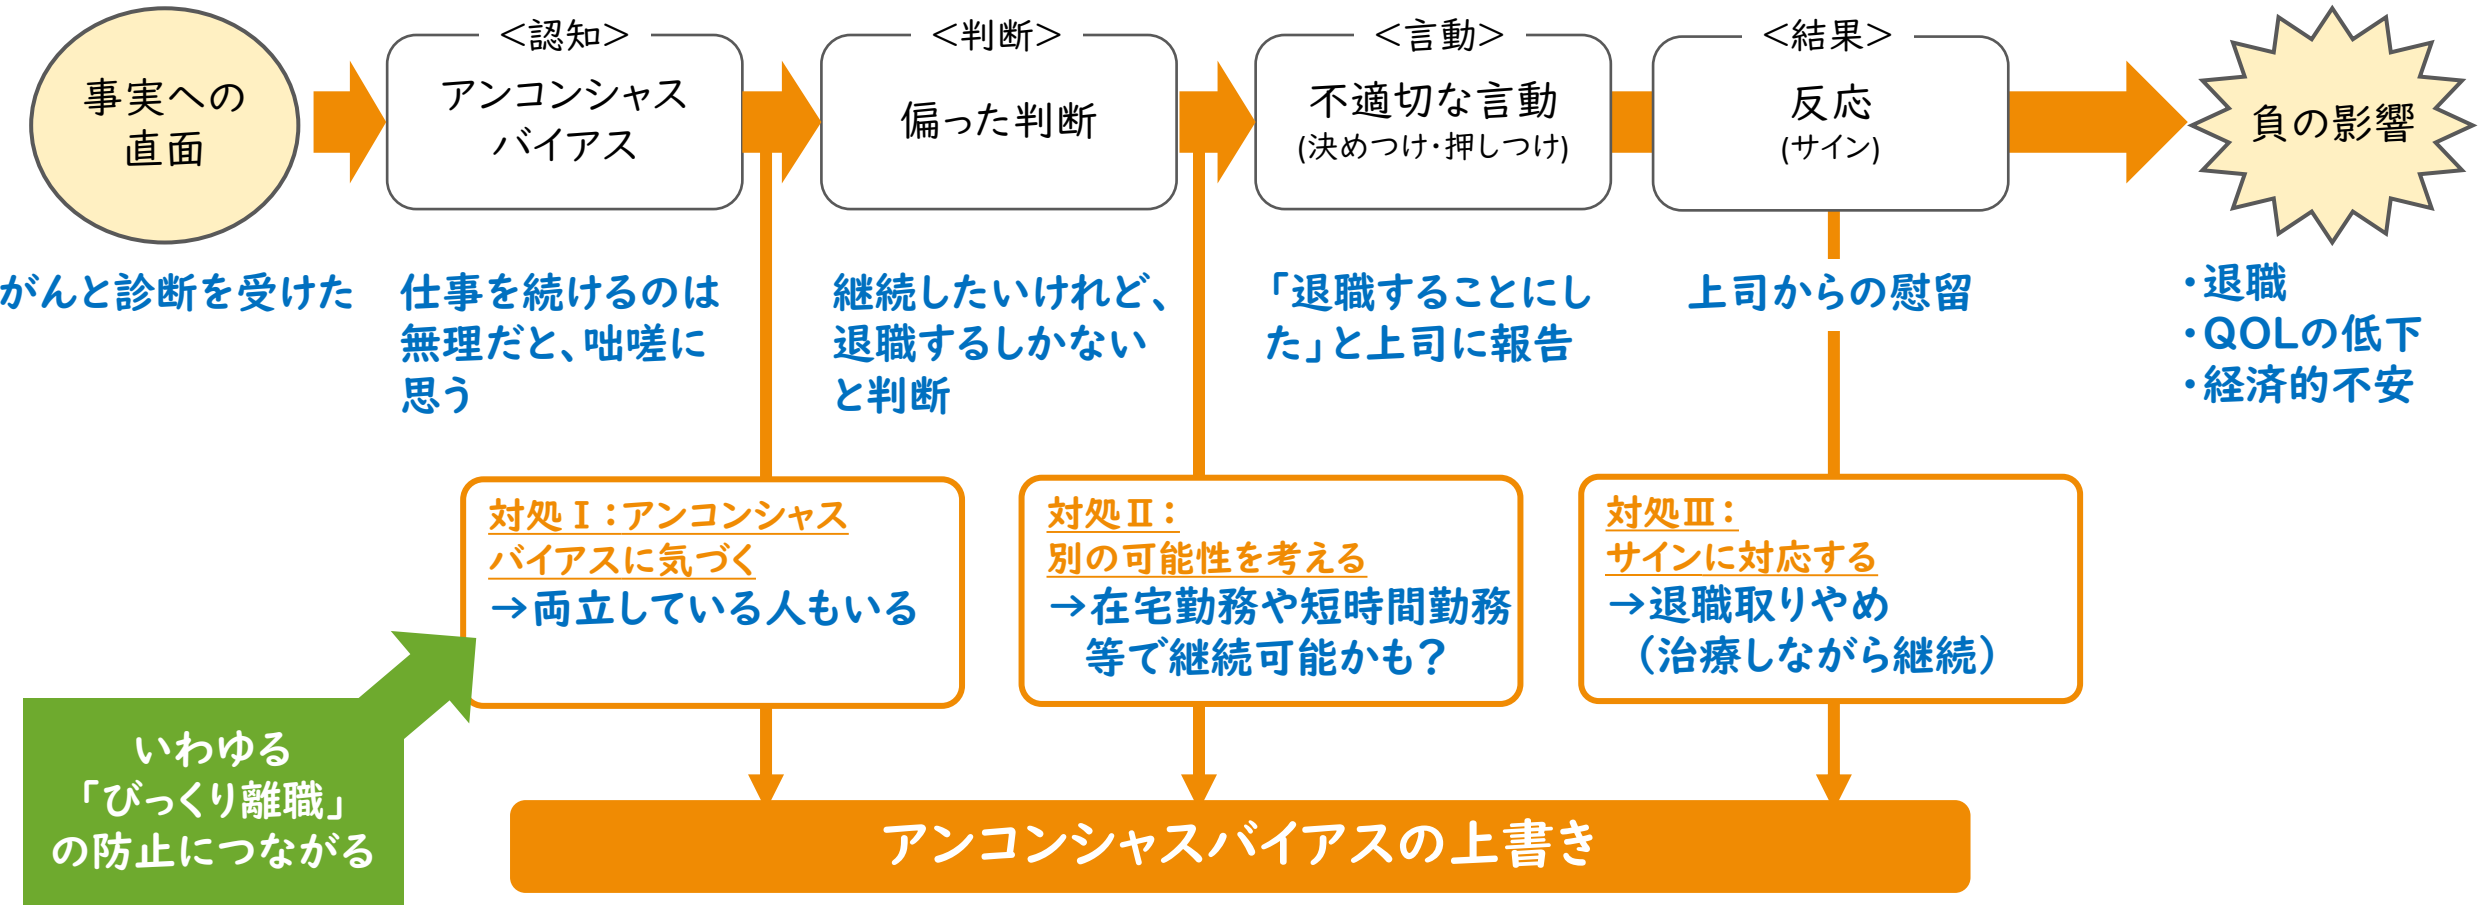 事実への
直面
<認知>
アンコンシャス
バイアス
<判断>
偏った判断
<言動>
不適切な言動
(決めつけ・押しつけ)
<結果>
反応
(サイン)
負の影響
がんと診断を受けた
仕事を続けるのは
無理だと、咄嗟に
思う
継続したいけれど、
退職するしかない
と判断
「退職することにし
た」と上司に報告
上司からの慰留
・退職
・QOLの低下
・経済的不安
対処Ⅰ：アンコンシャス
バイアスに気づく
→両立している人もいる
対処Ⅱ：
別の可能性を考える
→在宅勤務や短時間勤務
等で継続可能かも？
対処Ⅲ：
サインに対応する
→退職取りやめ
（治療しながら継続）
いわゆる
「びっくり離職」
の防止につながる
アンコンシャスバイアスの上書き